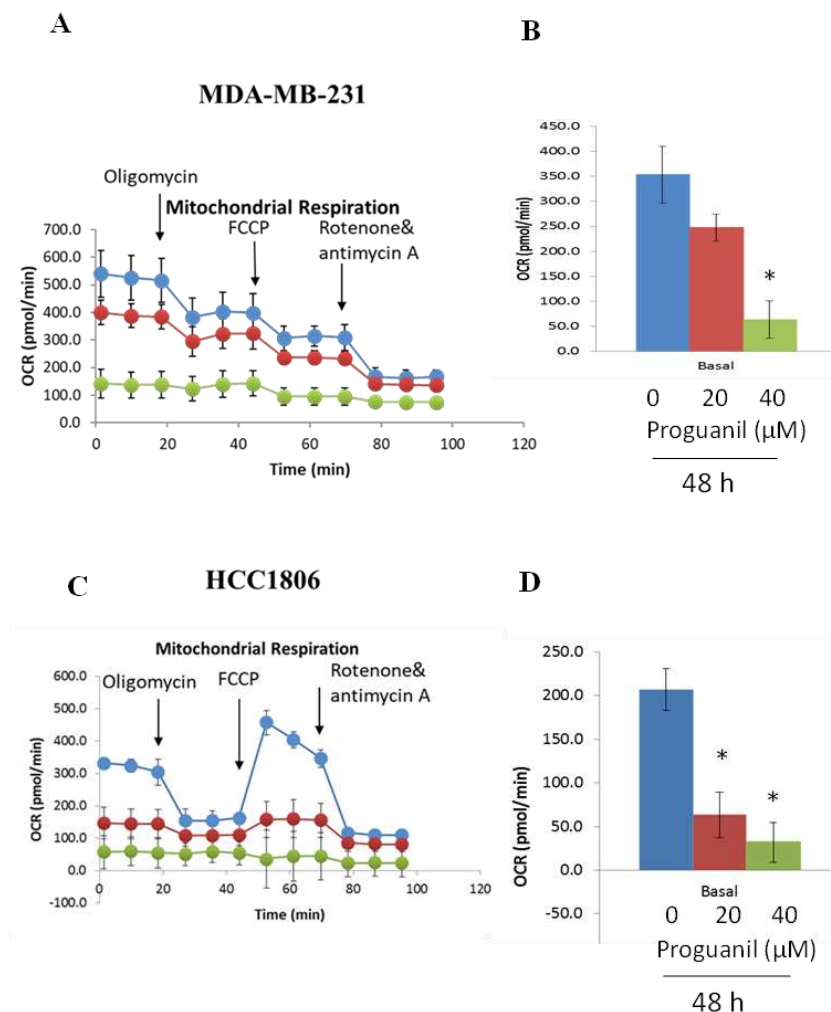 A
MDA-MB-231
Oligomycin
Mitochondrial Respiration
FCCP
Rotenone&
antimycin A
700.0
600.0
500.0
400.0
300.0
200.0
100.0
0.0
OCR (pmol/min)
0 20 40 60 80 100 120
Time (min)
B
450.0
400.0
350.0
300.0
250.0
200.0
150.0
100.0
50.0
0.0
OCR (pmol/min)
*
Basal
0 20 40
Proguanil (μM)
48 h
C
HCC1806
Mitochondrial Respiration
Oligomycin
FCCP
Rotenone&
antimycin A
600.0
500.0
400.0
300.0
200.0
100.0
0.0
-100.0
OCR (pmol/min)
0 20 40 60 80 100 120
Time (min)
D
250.0
200.0
150.0
100.0
50.0
0.0
-50.0
OCR (pmol/min)
* *
Basal
0 20 40
Proguanil (μM)
48 h